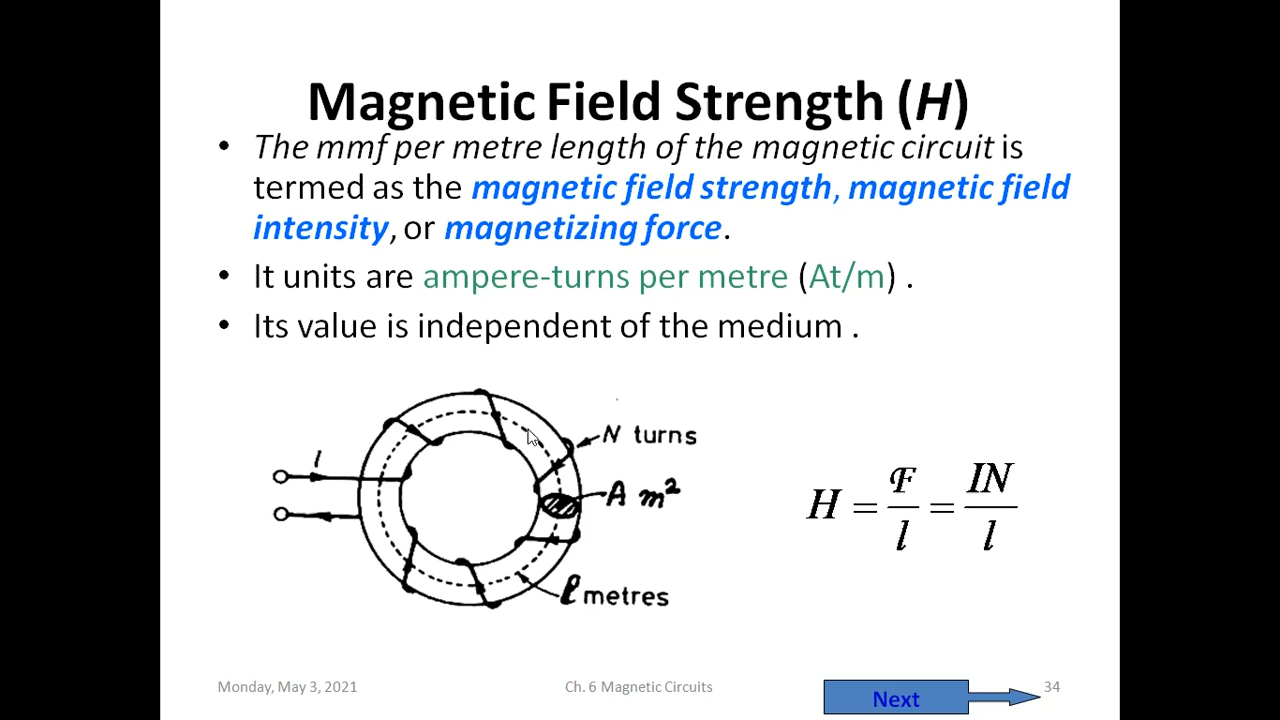 Magnetic Field Strength (H)
• The mmf per metre length of the magnetic circuit is
termed as the magnetic field strength, magnetic field
intensity, or magnetizing force.
• It units are ampere-turns per metre (At/m) .
• Its value is independent of the medium .
I
N turns
A m²
l metres
H = F/l = IN/l
Monday, May 3, 2021
Ch. 6 Magnetic Circuits
Next
34